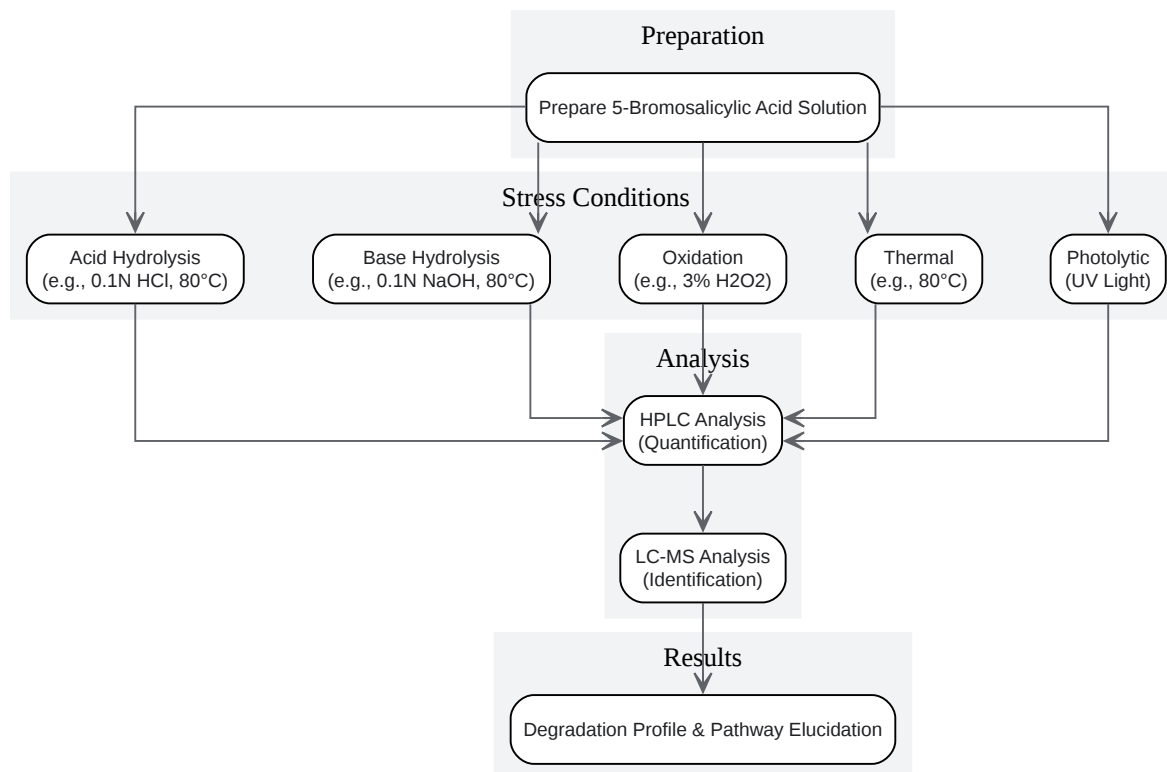 Preparation
Prepare 5-Bromosalicylic Acid Solution
Stress Conditions
Acid Hydrolysis
(e.g., 0.1N HCl, 80°C)
Base Hydrolysis
(e.g., 0.1N NaOH, 80°C)
Oxidation
(e.g., 3% H2O2)
Thermal
(e.g., 80°C)
Photolytic
(UV Light)
Analysis
HPLC Analysis
(Quantification)
LC-MS Analysis
(Identification)
Results
Degradation Profile & Pathway Elucidation